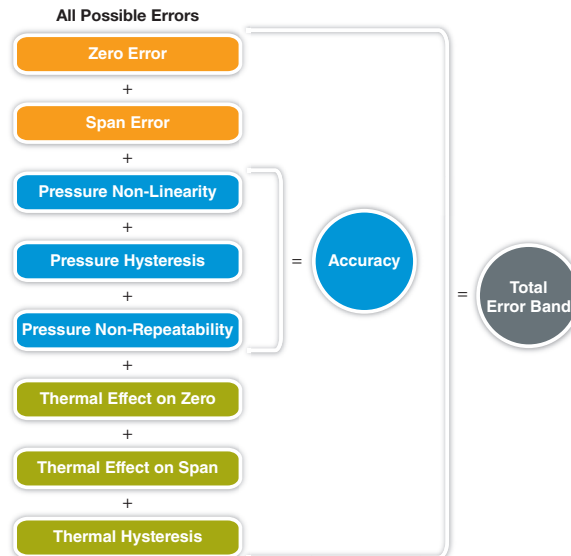 All Possible Errors
Zero Error
+
Span Error
+
Pressure Non-Linearity
+
Pressure Hysteresis
+
Pressure Non-Repeatability
+
Thermal Effect on Zero
+
Thermal Effect on Span
+
Thermal Hysteresis
=
Accuracy
=
Total
Error Band